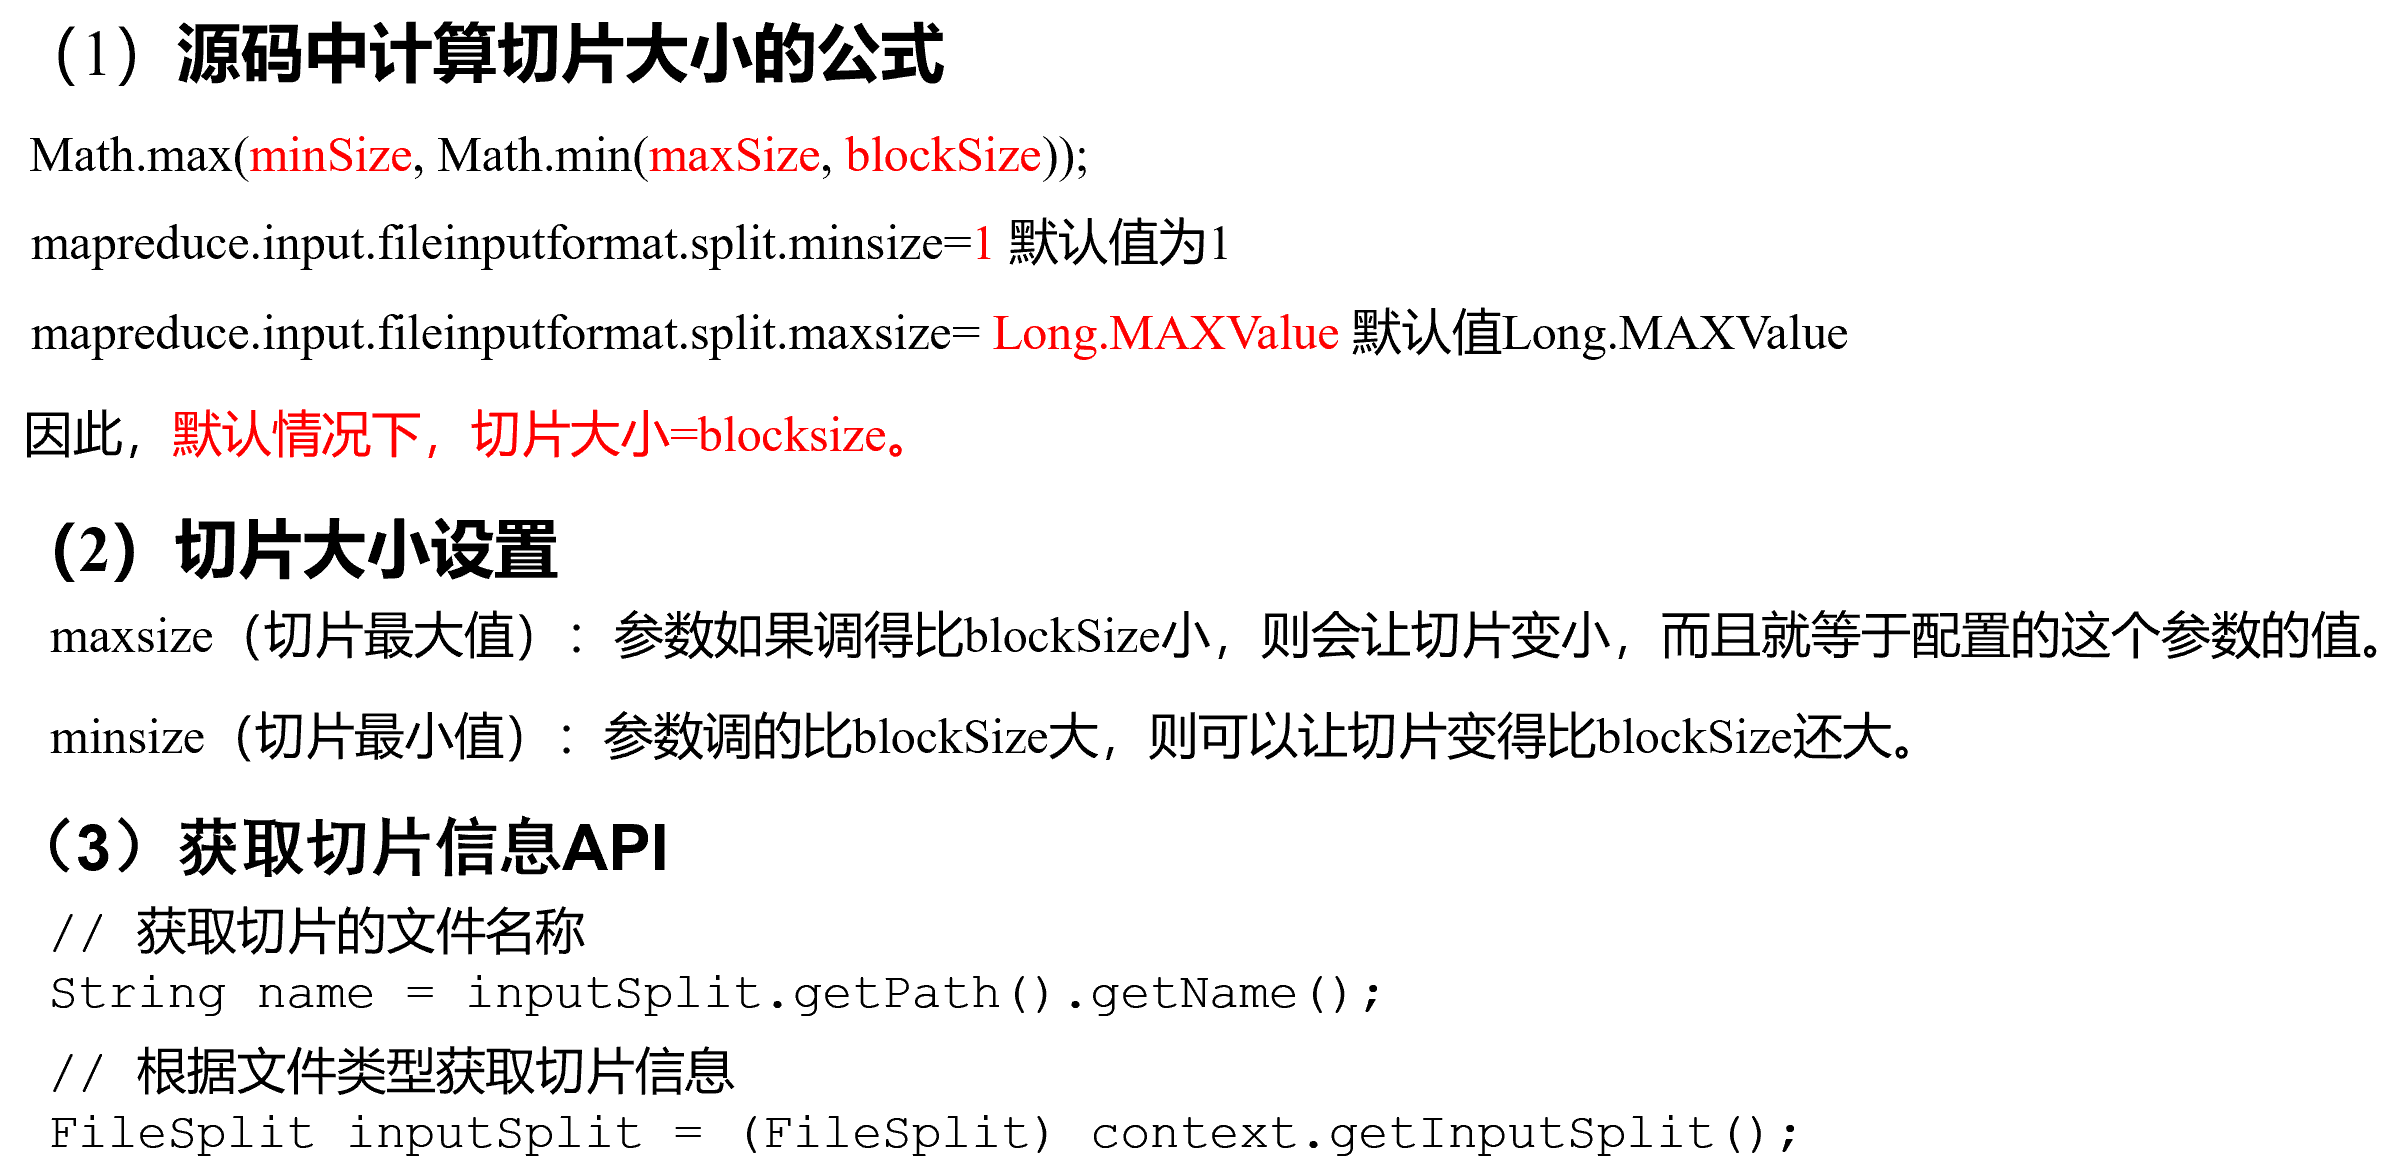 （1）源码中计算切片大小的公式
Math.max(minSize, Math.min(maxSize, blockSize));
mapreduce.input.fileinputformat.split.minsize=1 默认值为1
mapreduce.input.fileinputformat.split.maxsize= Long.MAXValue 默认值Long.MAXValue
因此，默认情况下，切片大小=blocksize。
（2）切片大小设置
maxsize（切片最大值）：参数如果调得比blockSize小，则会让切片变小，而且就等于配置的这个参数的值。
minsize（切片最小值）：参数调的比blockSize大，则可以让切片变得比blockSize还大。
（3）获取切片信息API
// 获取切片的文件名称
String name = inputSplit.getPath().getName();
// 根据文件类型获取切片信息
FileSplit inputSplit = (FileSplit) context.getInputSplit();